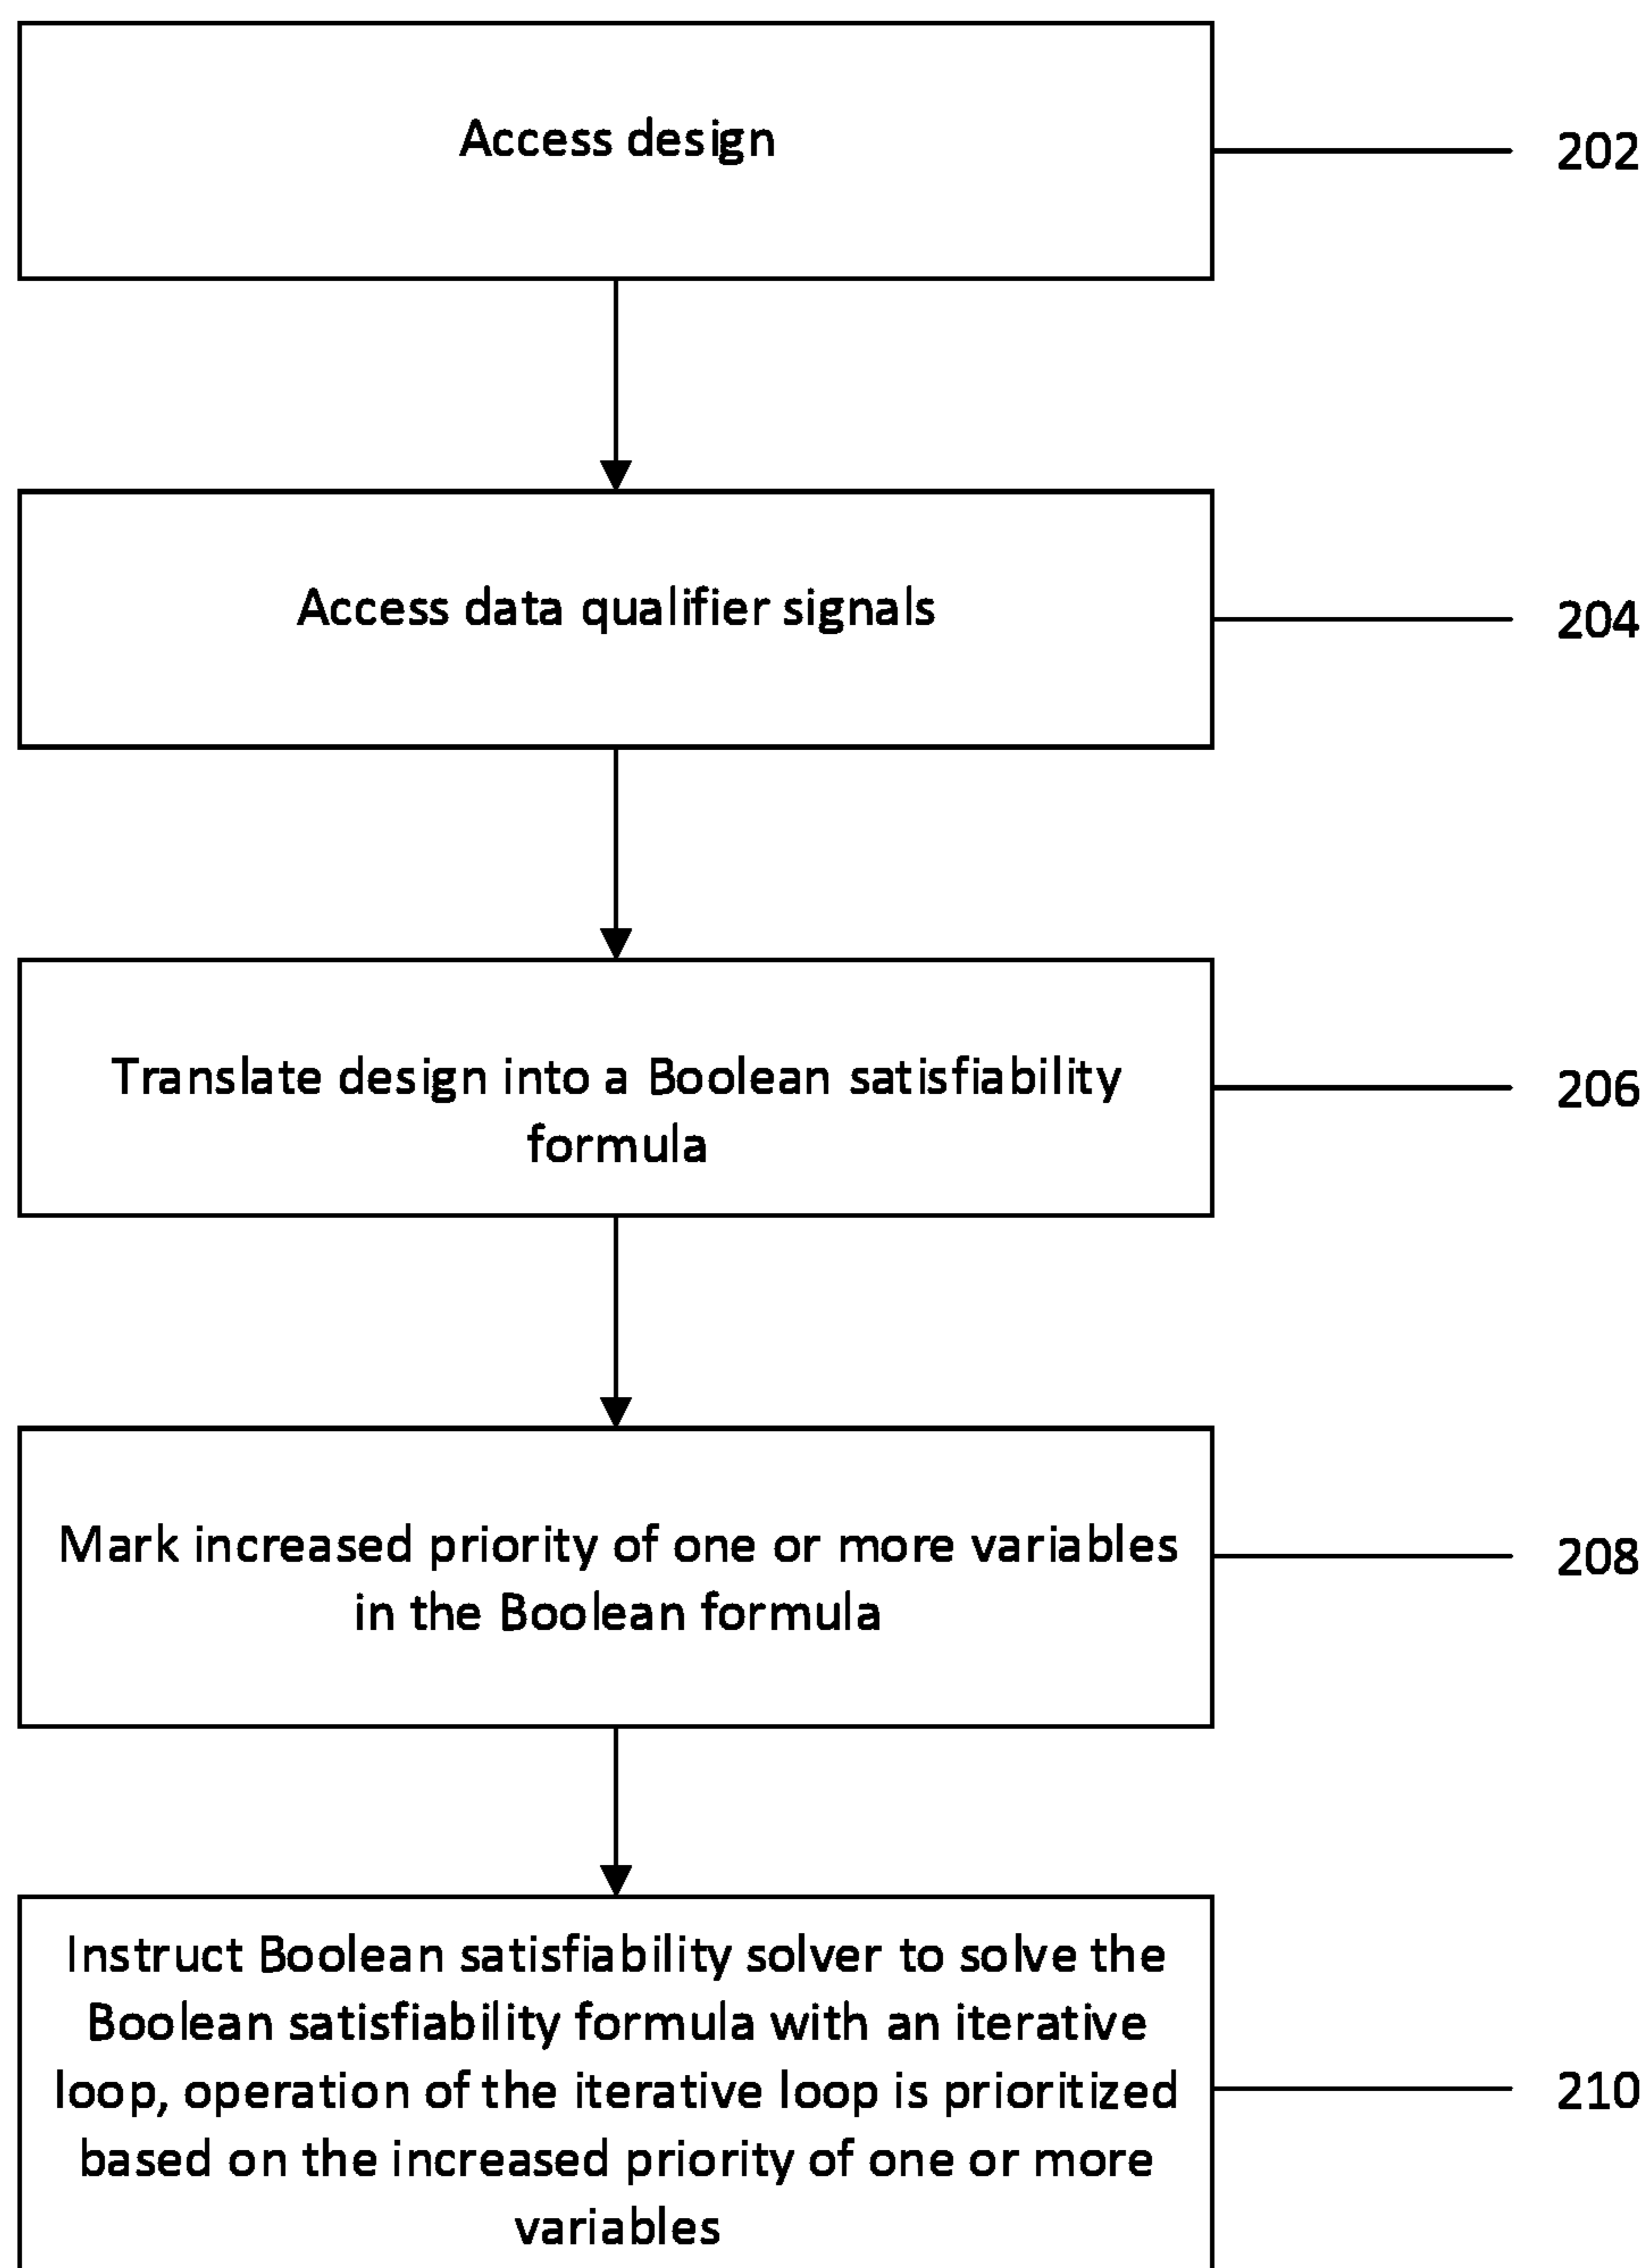 Access design
202
Access data qualifier signals
204
Translate design into a Boolean satisfiability
formula
206
Mark increased priority of one or more variables
in the Boolean formula
208
Instruct Boolean satisfiability solver to solve the
Boolean satisfiability formula with an iterative
loop, operation of the iterative loop is prioritized
based on the increased priority of one or more
variables
210